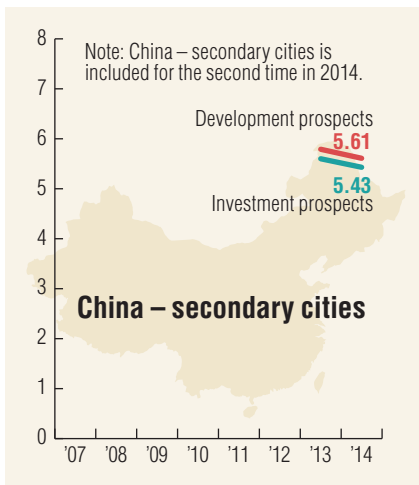 8
Note: China – secondary cities is
included for the second time in 2014.
7
Development prospects
6
5.61
5
5.43
Investment prospects
4
3
China – secondary cities
2
1
0
’07 ’08 ’09 ’10 ’11 ’12 ’13 ’14